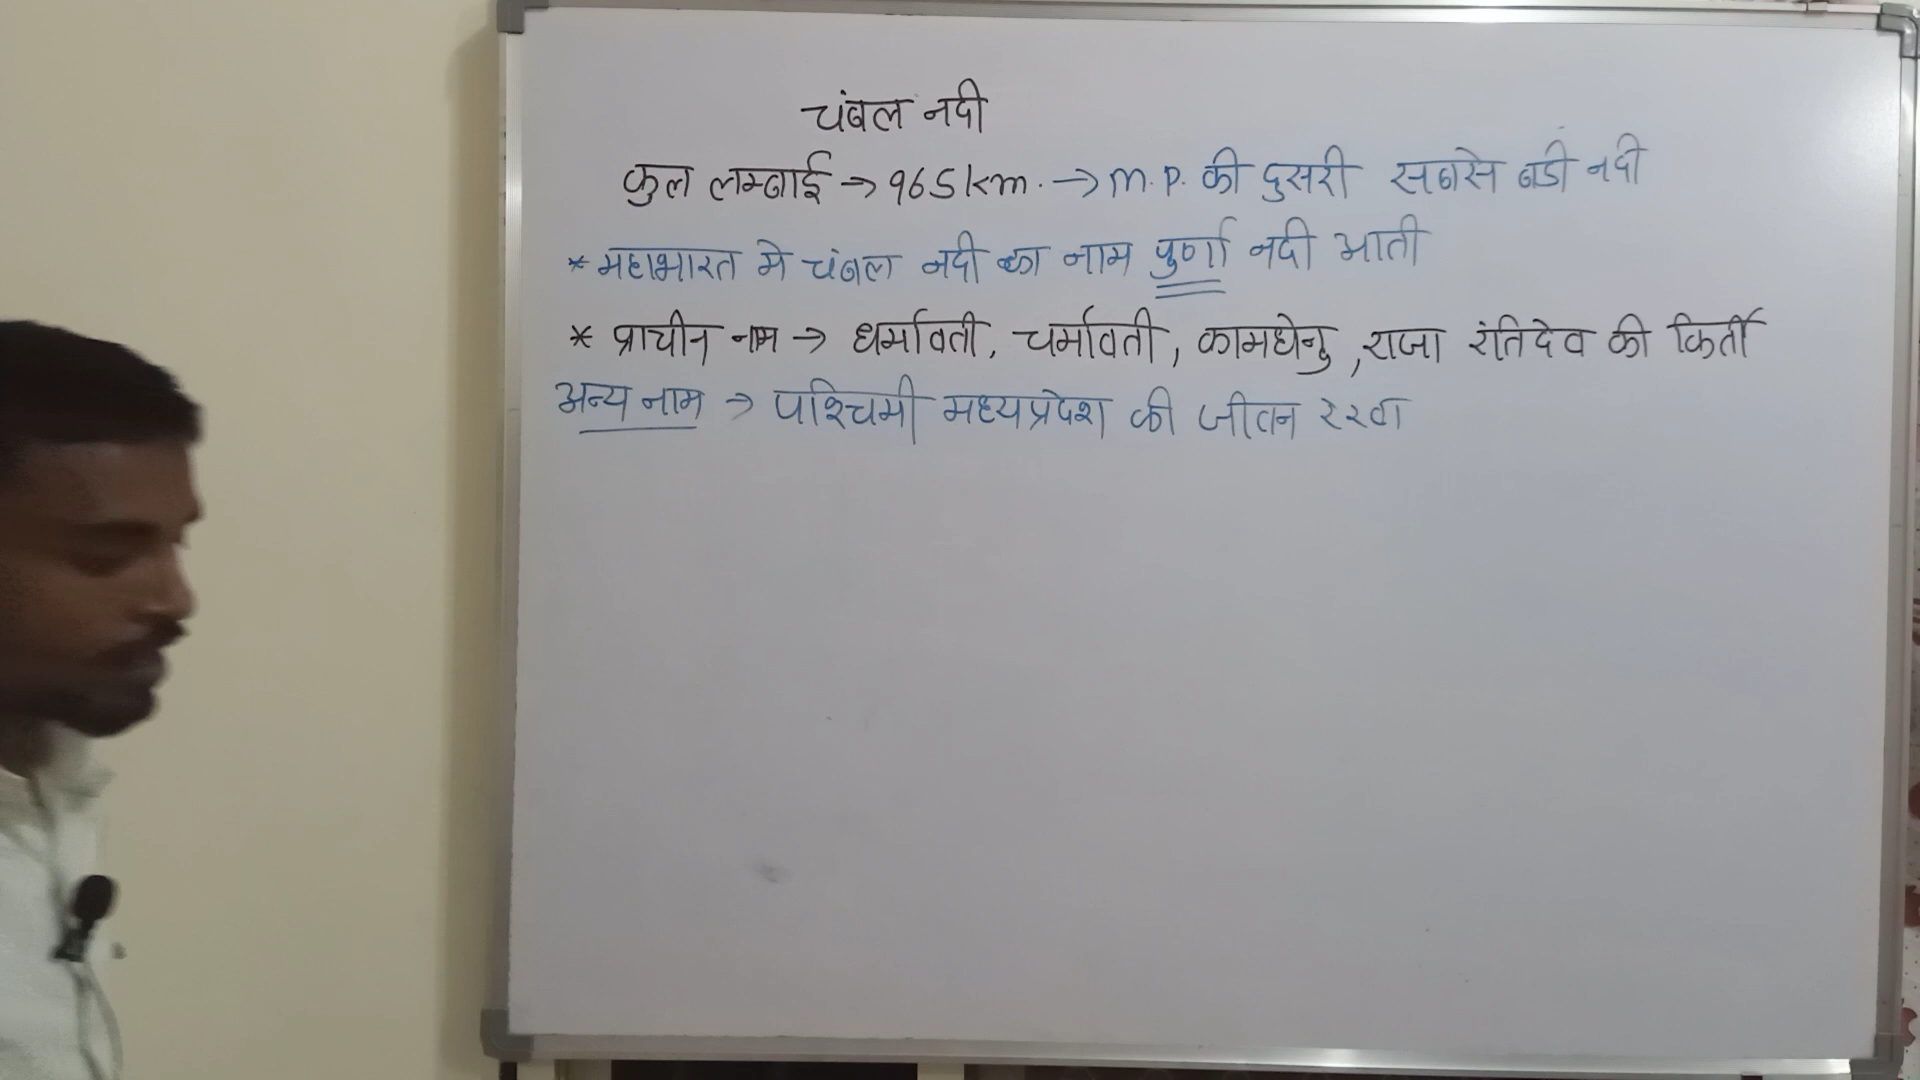 चंबल नदी
कुल लम्बाई → 965 km. → M.P. की दुसरी सबसे बडी नदी
* महाभारत मे चंबल नदी का नाम पुर्णा नदी आती
* प्राचीन नाम → धर्मावती, चर्मावती, कामधेनु, राजा रंतिदेव की किर्ती
अन्य नाम → पश्चिमी मध्यप्रदेश की जीवन रेखा